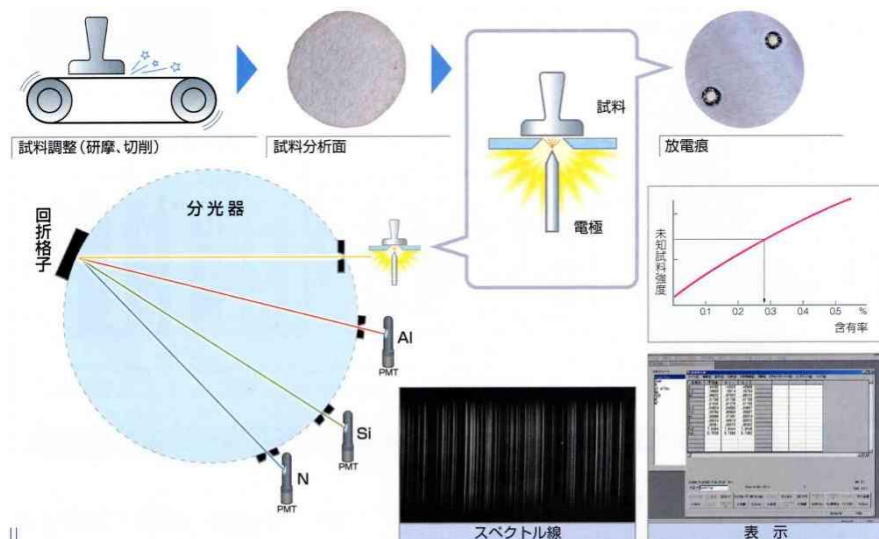 試料調整(研摩、切削)
試料分析面
試料
電極
放電痕
分光器
回折格子
Al
PMT
Si
PMT
N
PMT
未知試料強度
0.1 0.2 0.3 0.4 0.5 %
含有率
スペクトル線
表 示